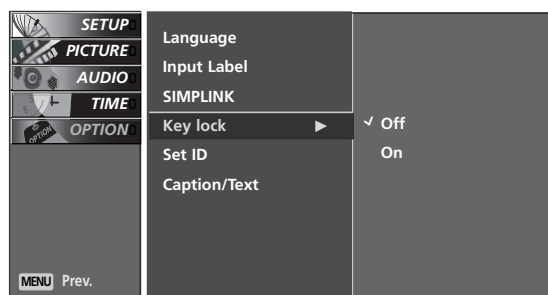 SETUP
PICTURE
AUDIO
TIME
OPTION
Language
Input Label
SIMPLINK
Key lock ▶
Set ID
Caption/Text
✓ Off
On
MENU Prev.
OPTION